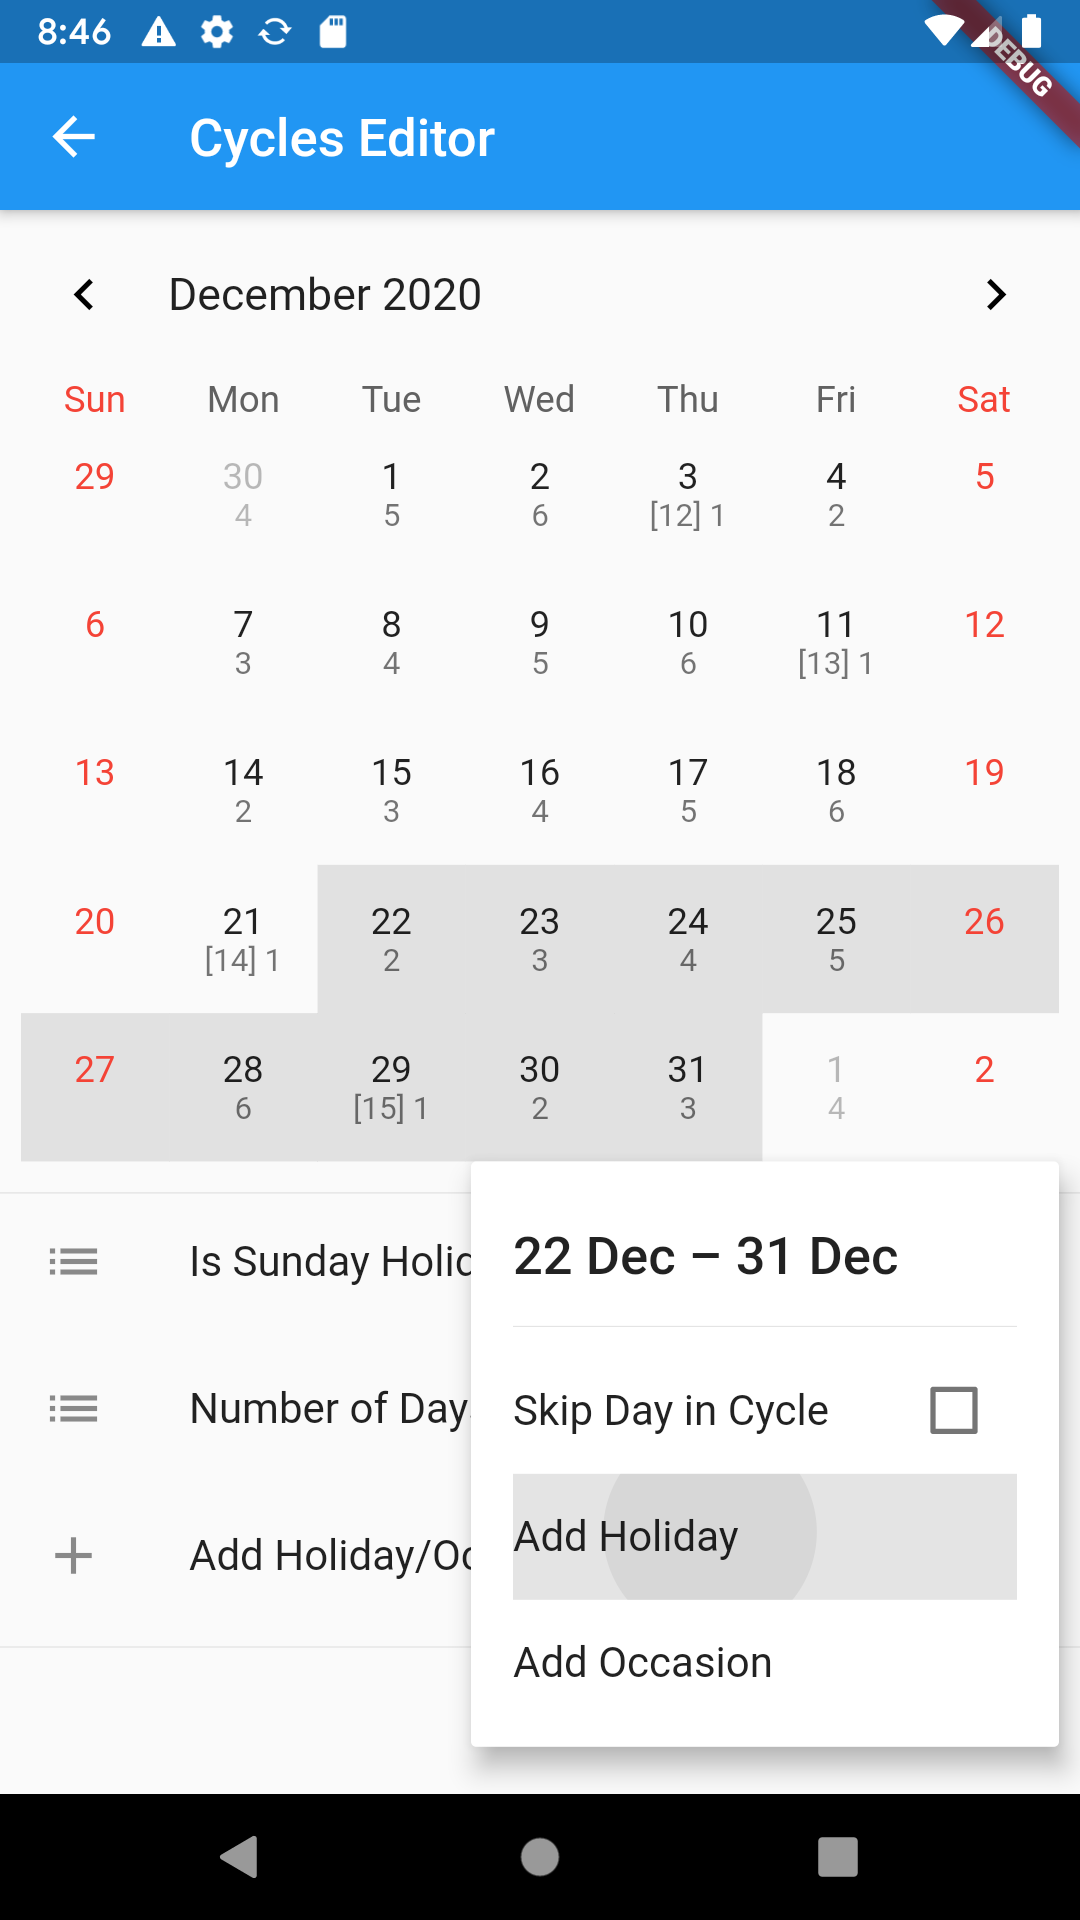 8:46
DEBUG
Cycles Editor
December 2020
Sun Mon Tue Wed Thu Fri Sat
29 30 1 2 3 4 5
4 5 6 [12] 1 2
6 7 8 9 10 11 12
3 4 5 6 [13] 1
13 14 15 16 17 18 19
2 3 4 5 6
20 21 22 23 24 25 26
[14] 1 2 3 4 5
27 28 29 30 31 1 2
6 [15] 1 2 3 4
Is Sunday Holid
Number of Day
Add Holiday/Oc
22 Dec – 31 Dec
Skip Day in Cycle
Add Holiday
Add Occasion